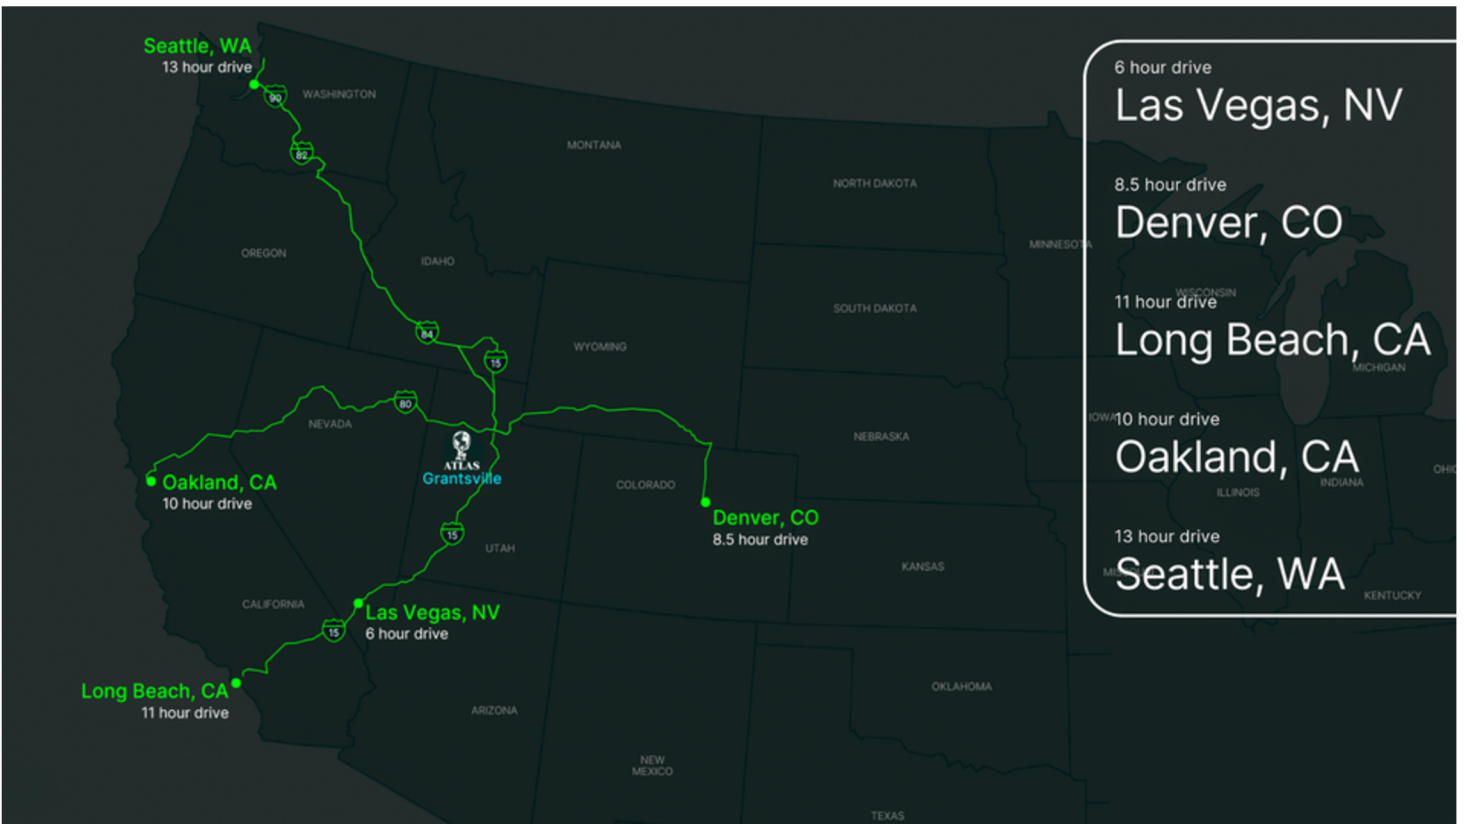 Seattle, WA
13 hour drive
90
WASHINGTON
82
MONTANA
NORTH DAKOTA
MINNESOTA
OREGON
IDAHO
SOUTH DAKOTA
WISCONSIN
84
15
WYOMING
MICHIGAN
80
NEVADA
IOWA
NEBRASKA
ATLAS
Grantsville
Oakland, CA
10 hour drive
COLORADO
ILLINOIS
INDIANA
Denver, CO
8.5 hour drive
15
UTAH
KANSAS
KENTUCKY
CALIFORNIA
Las Vegas, NV
6 hour drive
15
Long Beach, CA
11 hour drive
ARIZONA
OKLAHOMA
NEW
MEXICO
TEXAS
6 hour drive
Las Vegas, NV
8.5 hour drive
Denver, CO
11 hour drive
Long Beach, CA
10 hour drive
Oakland, CA
13 hour drive
Seattle, WA